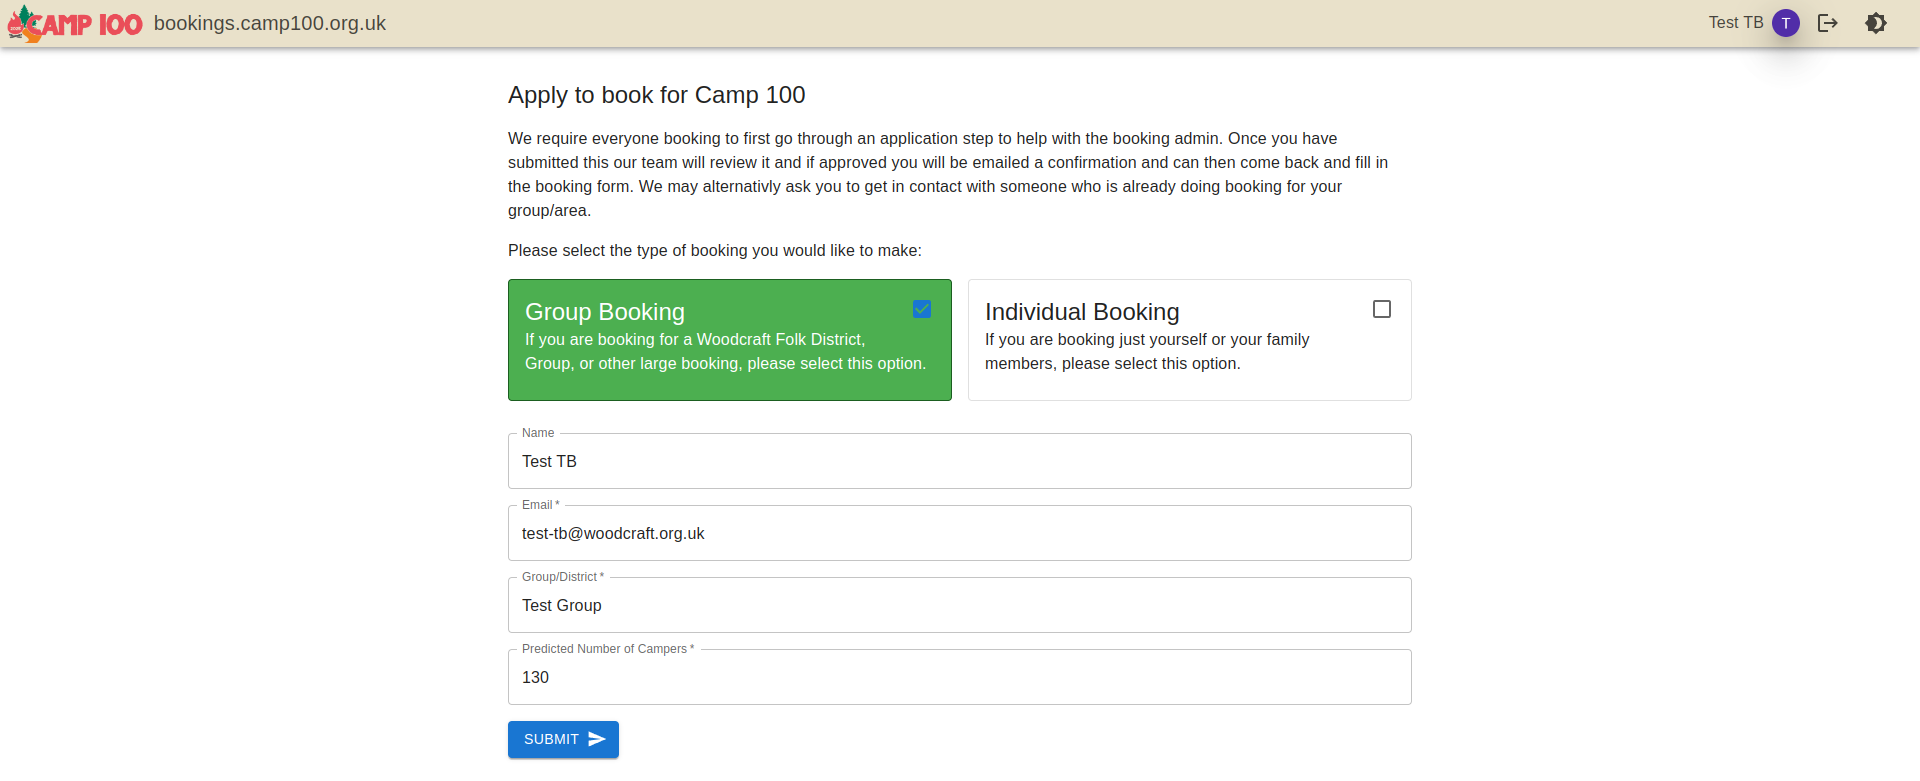 CAMP 100 bookings.camp100.org.uk
Test TB T
Apply to book for Camp 100
We require everyone booking to first go through an application step to help with the booking admin. Once you have
submitted this our team will review it and if approved you will be emailed a confirmation and can then come back and fill in
the booking form. We may alternativly ask you to get in contact with someone who is already doing booking for your
group/area.
Please select the type of booking you would like to make:
Group Booking
If you are booking for a Woodcraft Folk District,
Group, or other large booking, please select this option.
Individual Booking
If you are booking just yourself or your family
members, please select this option.
Name
Test TB
Email *
test-tb@woodcraft.org.uk
Group/District *
Test Group
Predicted Number of Campers *
130
SUBMIT